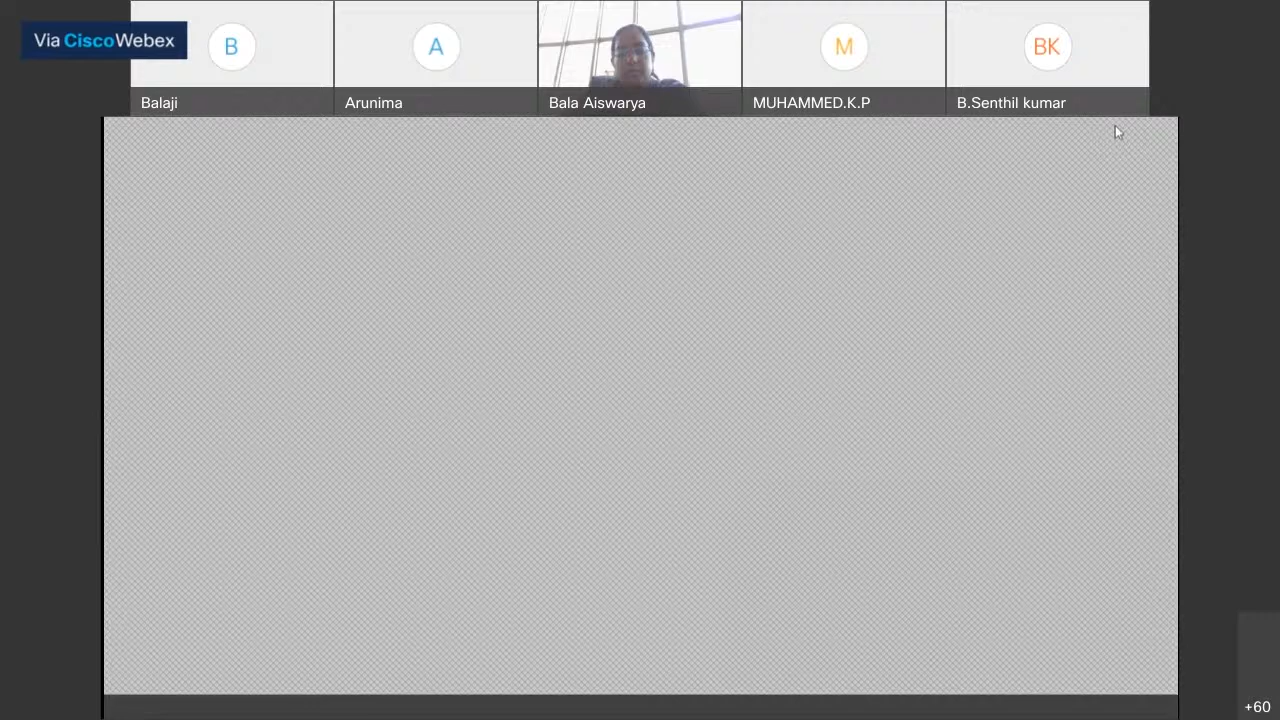 Via CiscoWebex
B
A
M
BK
Balaji
Arunima
Bala Aiswarya
MUHAMMED.K.P
B.Senthil kumar
+60